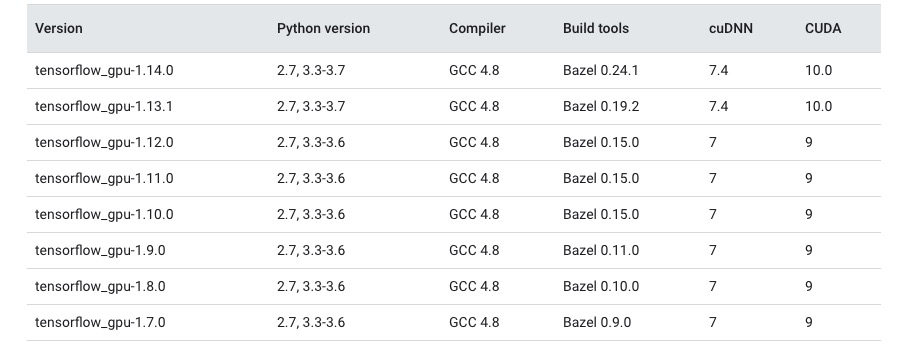 Version Python version Compiler Build tools cuDNN CUDA
tensorflow_gpu-1.14.0 2.7, 3.3-3.7 GCC 4.8 Bazel 0.24.1 7.4 10.0
tensorflow_gpu-1.13.1 2.7, 3.3-3.7 GCC 4.8 Bazel 0.19.2 7.4 10.0
tensorflow_gpu-1.12.0 2.7, 3.3-3.6 GCC 4.8 Bazel 0.15.0 7 9
tensorflow_gpu-1.11.0 2.7, 3.3-3.6 GCC 4.8 Bazel 0.15.0 7 9
tensorflow_gpu-1.10.0 2.7, 3.3-3.6 GCC 4.8 Bazel 0.15.0 7 9
tensorflow_gpu-1.9.0 2.7, 3.3-3.6 GCC 4.8 Bazel 0.11.0 7 9
tensorflow_gpu-1.8.0 2.7, 3.3-3.6 GCC 4.8 Bazel 0.10.0 7 9
tensorflow_gpu-1.7.0 2.7, 3.3-3.6 GCC 4.8 Bazel 0.9.0 7 9